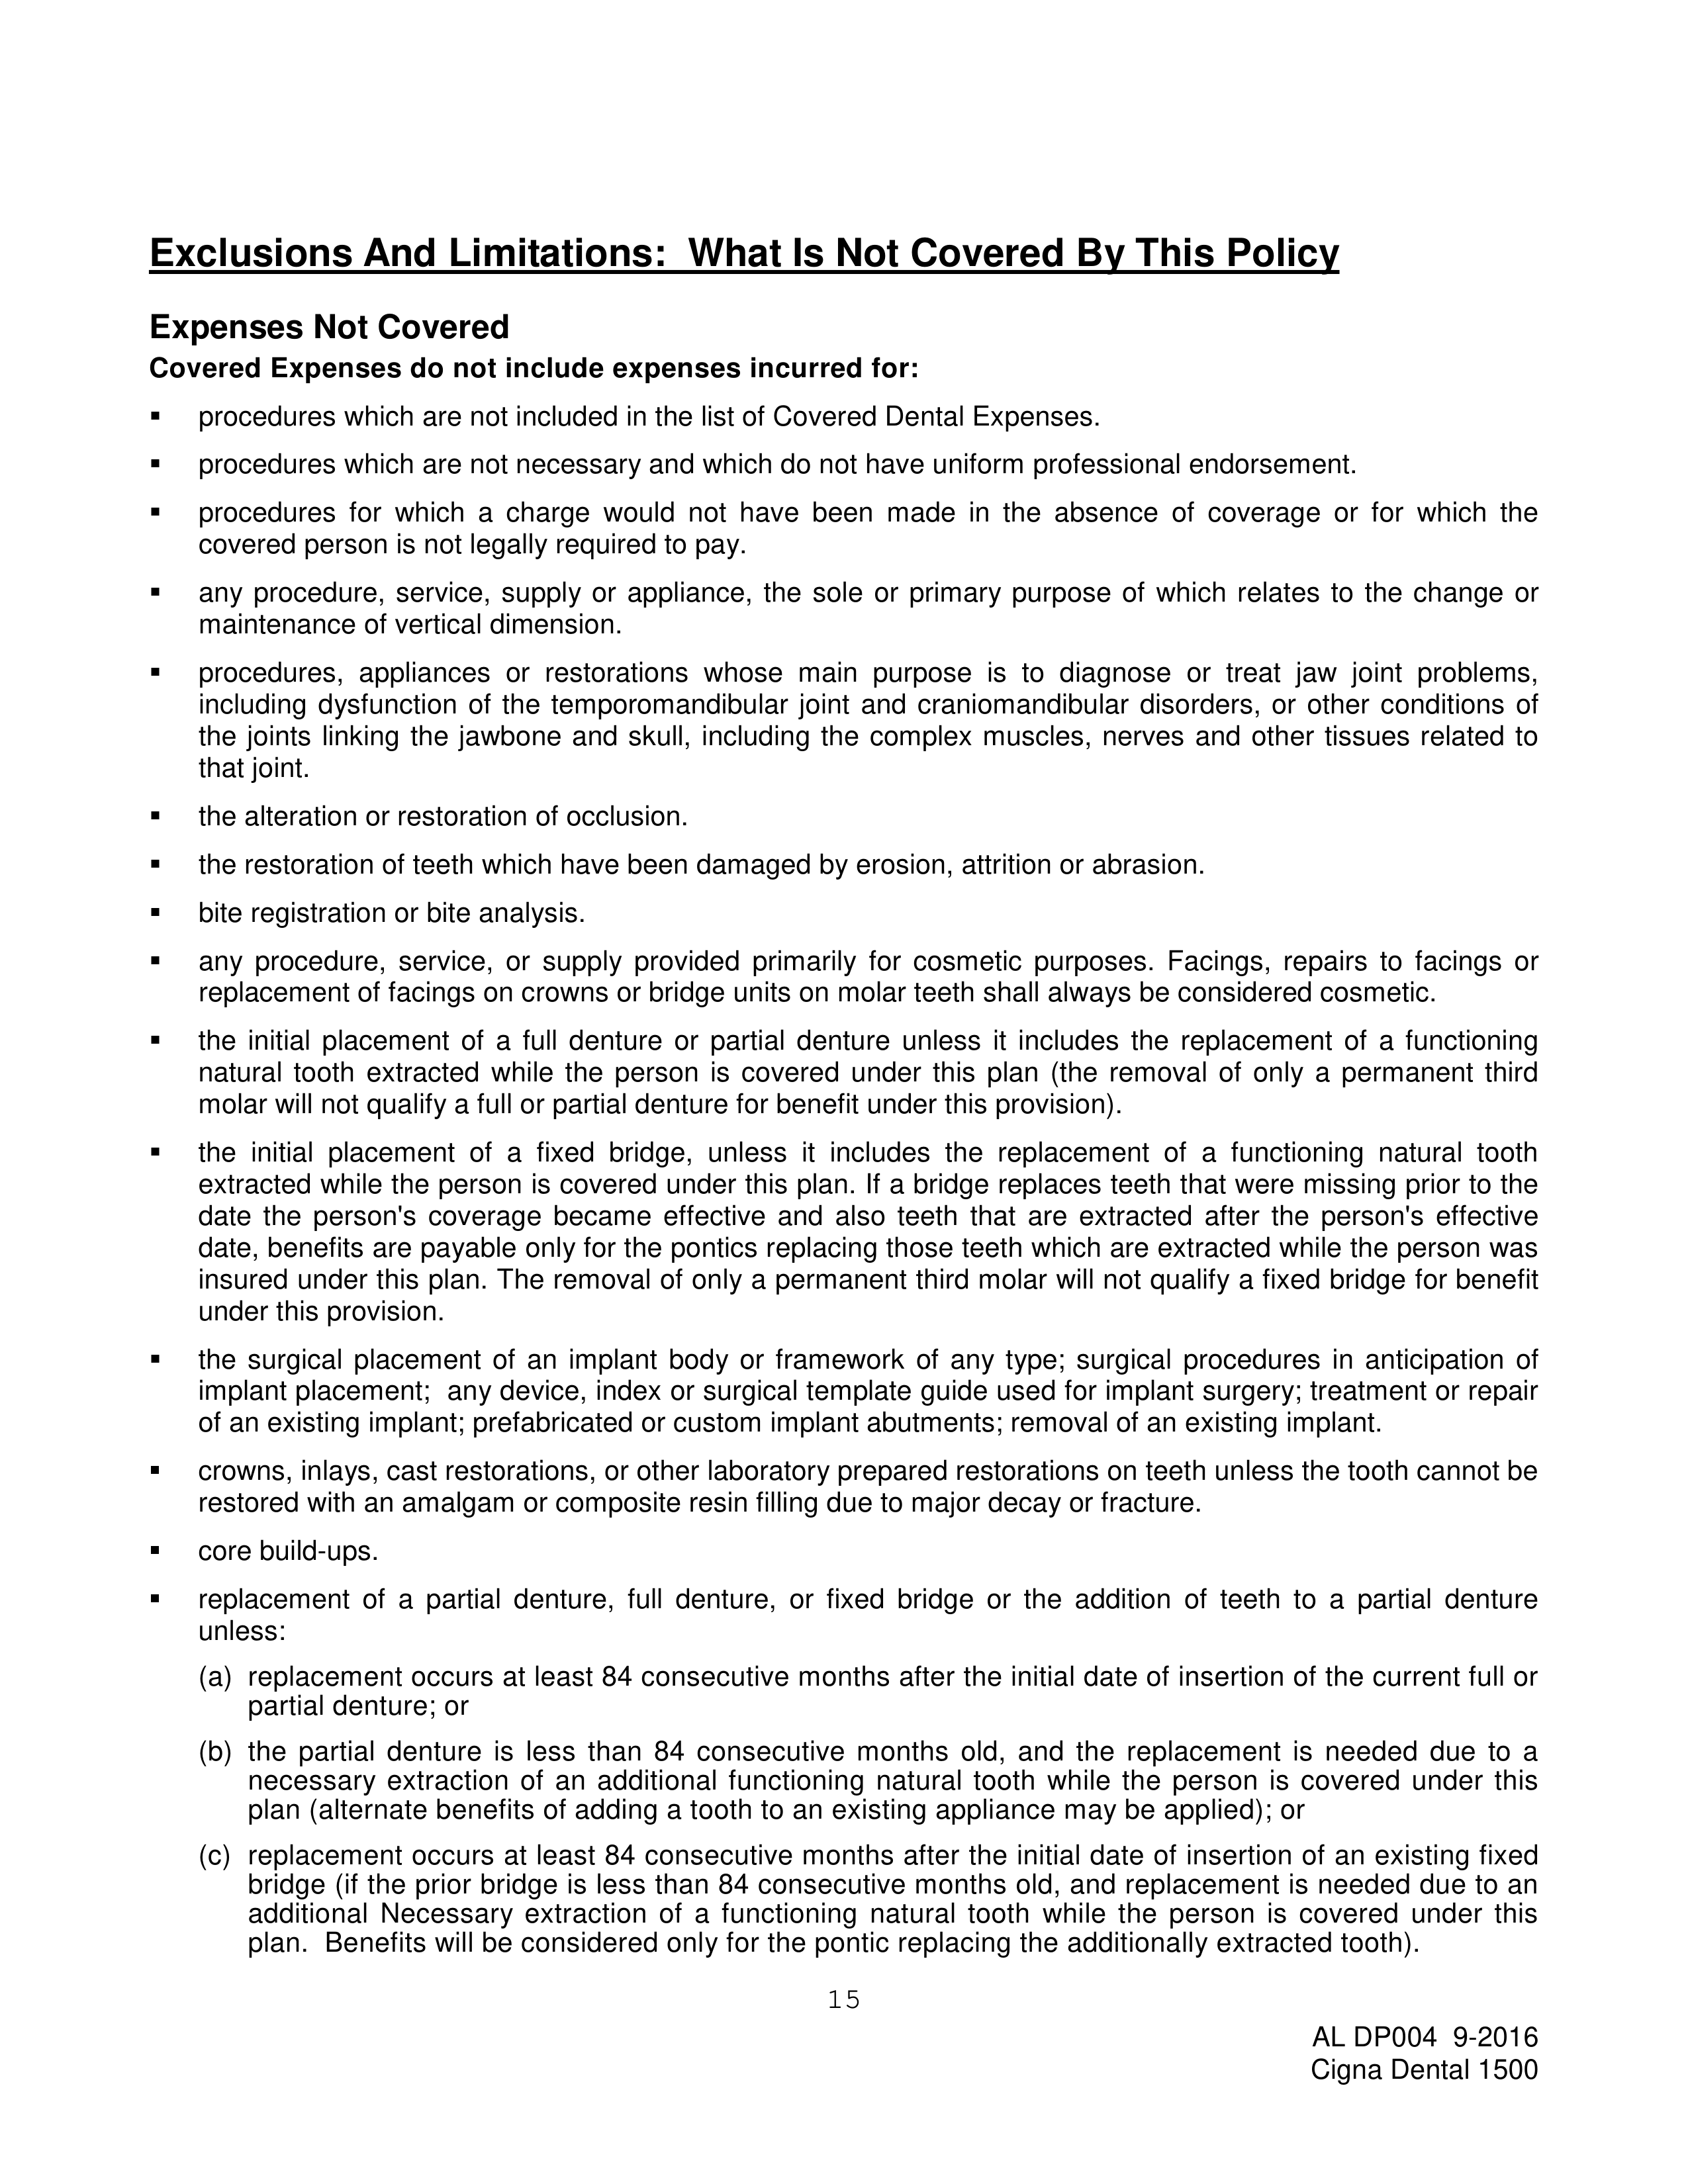 Exclusions And Limitations:  What Is Not Covered By This Policy
Expenses Not Covered
Covered Expenses do not include expenses incurred for:
▪ procedures which are not included in the list of Covered Dental Expenses.
▪ procedures which are not necessary and which do not have uniform professional endorsement.
▪ procedures for which a charge would not have been made in the absence of coverage or for which the
covered person is not legally required to pay.
▪ any procedure, service, supply or appliance, the sole or primary purpose of which relates to the change or
maintenance of vertical dimension.
▪ procedures, appliances or restorations whose main purpose is to diagnose or treat jaw joint problems,
including dysfunction of the temporomandibular joint and craniomandibular disorders, or other conditions of
the joints linking the jawbone and skull, including the complex muscles, nerves and other tissues related to
that joint.
▪ the alteration or restoration of occlusion.
▪ the restoration of teeth which have been damaged by erosion, attrition or abrasion.
▪ bite registration or bite analysis.
▪ any procedure, service, or supply provided primarily for cosmetic purposes. Facings, repairs to facings or
replacement of facings on crowns or bridge units on molar teeth shall always be considered cosmetic.
▪ the initial placement of a full denture or partial denture unless it includes the replacement of a functioning
natural tooth extracted while the person is covered under this plan (the removal of only a permanent third
molar will not qualify a full or partial denture for benefit under this provision).
▪ the initial placement of a fixed bridge, unless it includes the replacement of a functioning natural tooth
extracted while the person is covered under this plan. If a bridge replaces teeth that were missing prior to the
date the person's coverage became effective and also teeth that are extracted after the person's effective
date, benefits are payable only for the pontics replacing those teeth which are extracted while the person was
insured under this plan. The removal of only a permanent third molar will not qualify a fixed bridge for benefit
under this provision.
▪ the surgical placement of an implant body or framework of any type; surgical procedures in anticipation of
implant placement;  any device, index or surgical template guide used for implant surgery; treatment or repair
of an existing implant; prefabricated or custom implant abutments; removal of an existing implant.
▪ crowns, inlays, cast restorations, or other laboratory prepared restorations on teeth unless the tooth cannot be
restored with an amalgam or composite resin filling due to major decay or fracture.
▪ core build-ups.
▪ replacement of a partial denture, full denture, or fixed bridge or the addition of teeth to a partial denture
unless:
(a) replacement occurs at least 84 consecutive months after the initial date of insertion of the current full or
partial denture; or
(b) the partial denture is less than 84 consecutive months old, and the replacement is needed due to a
necessary extraction of an additional functioning natural tooth while the person is covered under this
plan (alternate benefits of adding a tooth to an existing appliance may be applied); or
(c) replacement occurs at least 84 consecutive months after the initial date of insertion of an existing fixed
bridge (if the prior bridge is less than 84 consecutive months old, and replacement is needed due to an
additional Necessary extraction of a functioning natural tooth while the person is covered under this
plan.  Benefits will be considered only for the pontic replacing the additionally extracted tooth).
15
AL DP004  9-2016
Cigna Dental 1500